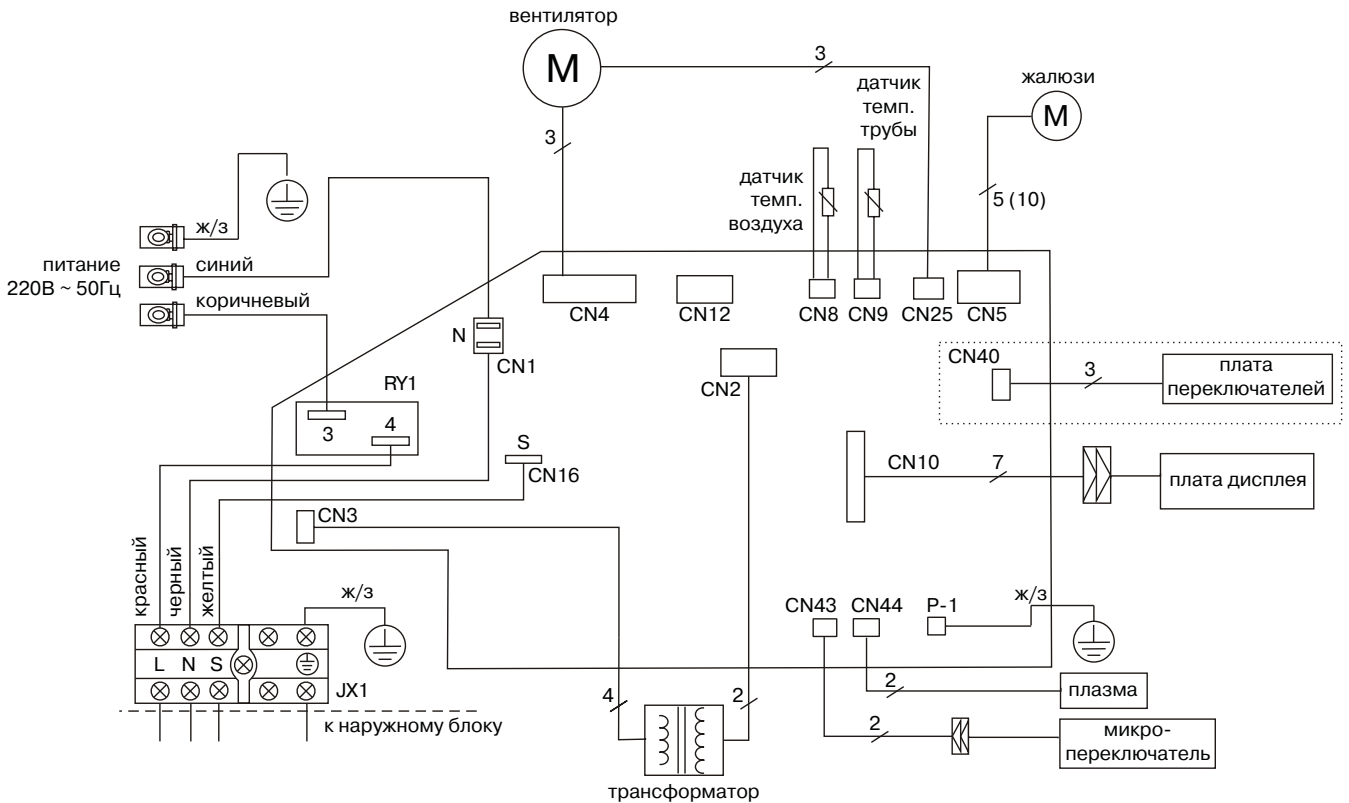 вентилятор
M
3
датчик
темп.
трубы
жалюзи
M
3
5 (10)
датчик
темп.
воздуха
ж/з
питание
220В ~ 50Гц
синий
коричневый
CN4
CN12
CN8
CN9
CN25
CN5
N
CN1
CN2
CN40
3
плата
переключателей
RY1
3
4
S
CN16
CN10
7
плата дисплея
CN3
красный
черный
желтый
ж/з
L
N
S
JX1
к наружному блоку
CN43
CN44
P-1
ж/з
2
плазма
2
микро-
переключатель
4
2
трансформатор